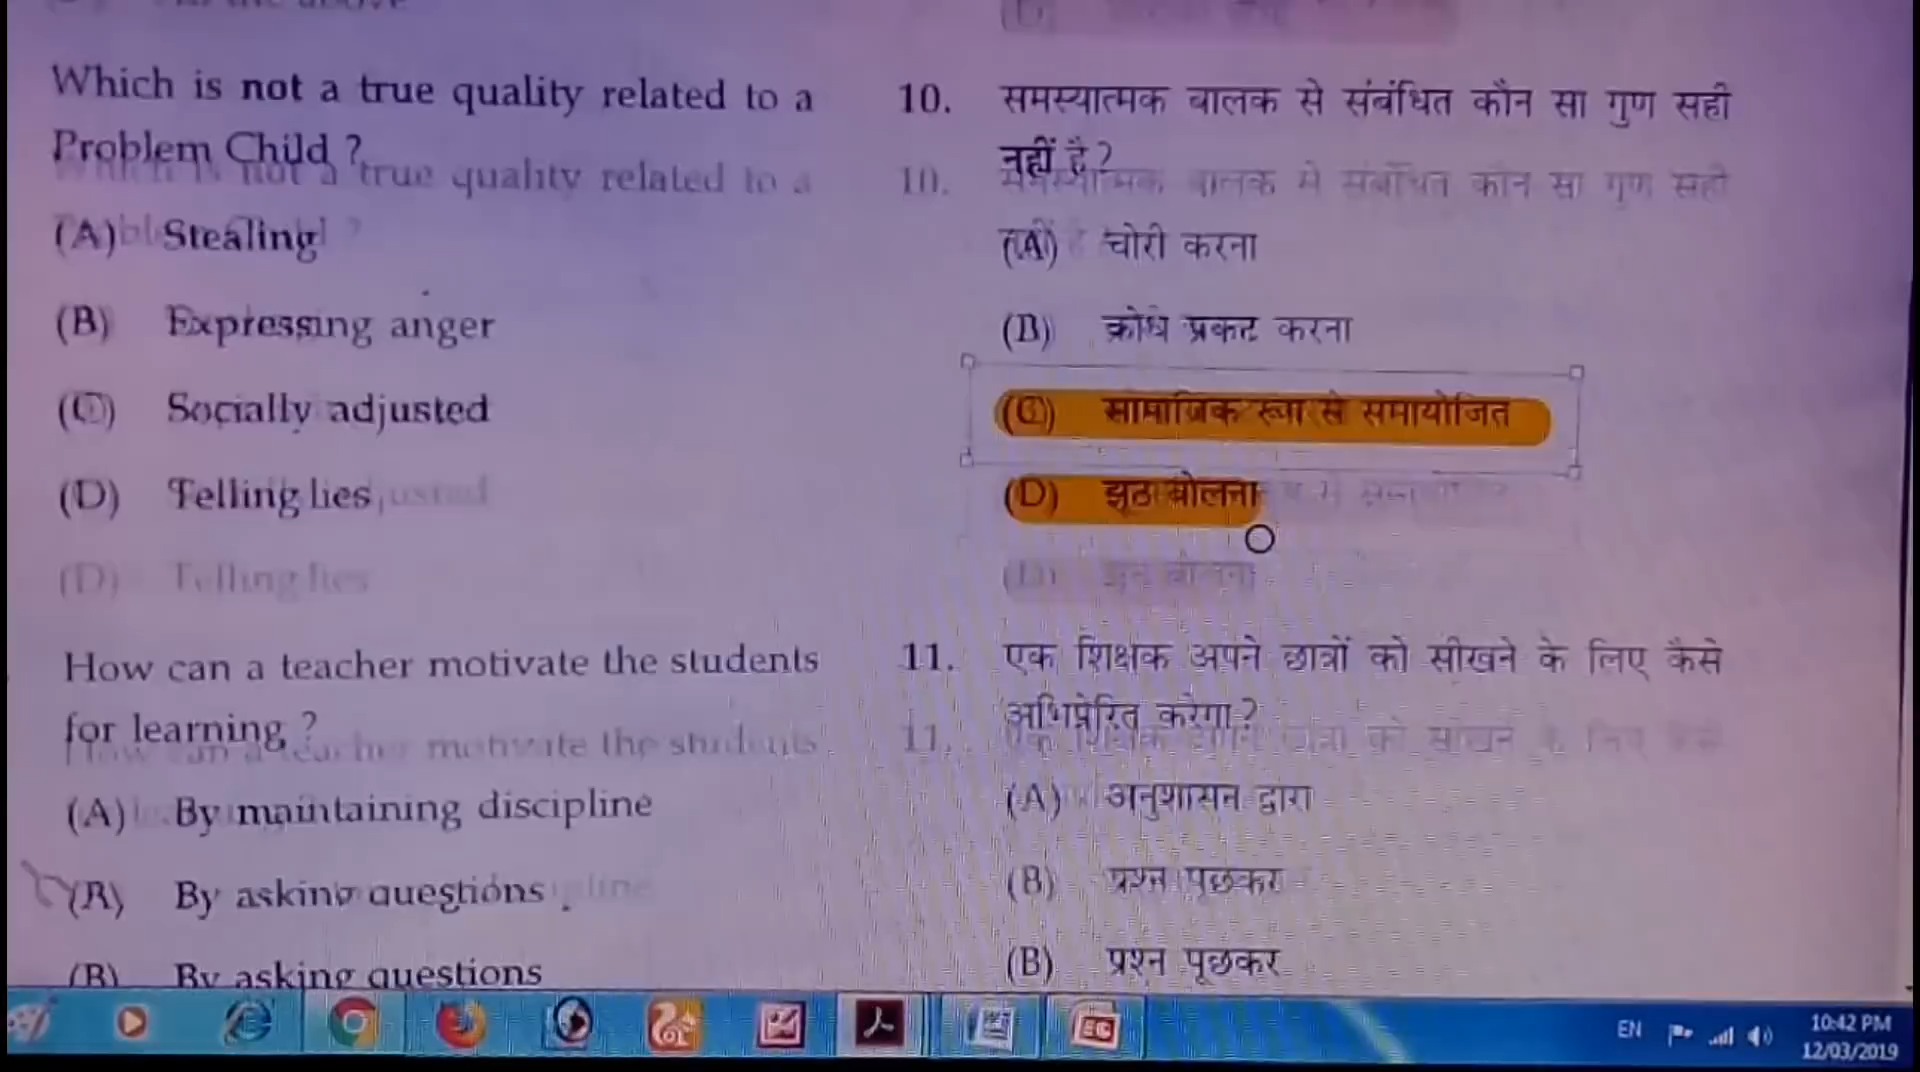 Which is not a true quality related to a
Problem Child ?
(A) Stealing
(B) Expressing anger
(C) Socially adjusted
(D) Telling lies
(D) Telling lies
How can a teacher motivate the students
for learning ?
(A) By maintaining discipline
(B) By asking questions
(B) By asking questions
10. समस्यात्मक बालक से संबंधित कौन सा गुण सही
नहीं है ?
(A) चोरी करना
(B) क्रोध प्रकट करना
(C) सामाजिक रूप से समायोजित
(D) झूठ बोलना
11. एक शिक्षक अपने छात्रों को सीखने के लिए कैसे
अभिप्रेरित करेगा ?
(A) अनुशासन द्वारा
(B) प्रश्न पूछकर
(B) प्रश्न पूछकर
EN
10:42 PM
12/03/2019